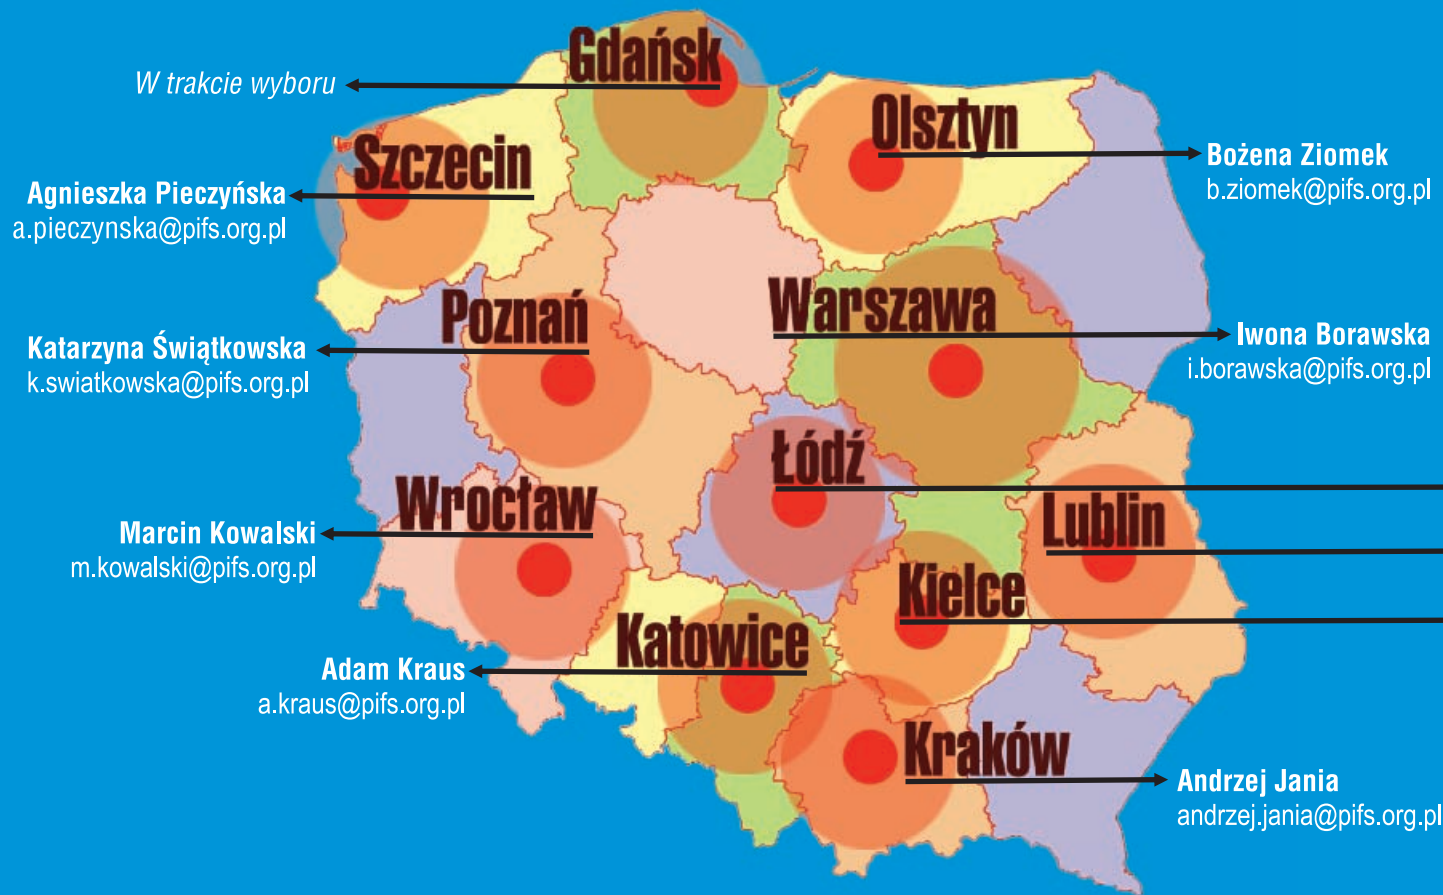 Gdańsk
W trakcie wyboru
Olsztyn
Bożena Ziomek
b.ziomek@pifs.org.pl
Szczecin
Agnieszka Pieczyńska
a.pieczynska@pifs.org.pl
Poznań
Katarzyna Świątkowska
k.swiatkowska@pifs.org.pl
Warszawa
Iwona Borawska
i.borawska@pifs.org.pl
Łódź
Wrocław
Marcin Kowalski
m.kowalski@pifs.org.pl
Lublin
Kielce
Katowice
Adam Kraus
a.kraus@pifs.org.pl
Kraków
Andrzej Jania
andrzej.jania@pifs.org.pl